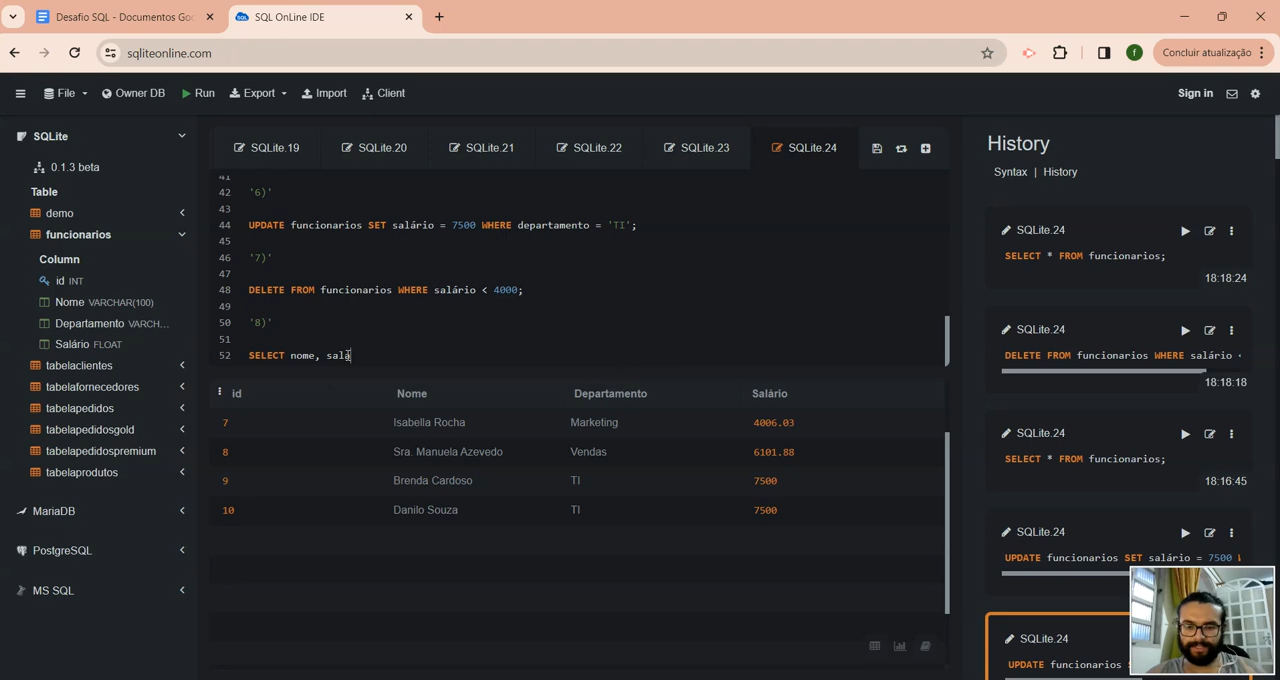 Desafio SQL - Documentos Goo
SQL OnLine IDE
sqliteonline.com
f
Concluir atualização
File
Owner DB
Run
Export
Import
Client
Sign in
SQLite
0.1.3 beta
Table
demo
funcionarios
Column
id INT
Nome VARCHAR(100)
Departamento VARCH...
Salário FLOAT
tabelaclientes
tabelafornecedores
tabelapedidos
tabelapedidosgold
tabelapedidospremium
tabelaprodutos
MariaDB
PostgreSQL
MS SQL
SQLite.19
SQLite.20
SQLite.21
SQLite.22
SQLite.23
SQLite.24
41
42 '6)'
43
44 UPDATE funcionarios SET salário = 7500 WHERE departamento = 'TI';
45
46 '7)'
47
48 DELETE FROM funcionarios WHERE salário < 4000;
49
50 '8)'
51
52 SELECT nome, salá
id Nome Departamento Salário
7 Isabella Rocha Marketing 4006.03
8 Sra. Manuela Azevedo Vendas 6101.88
9 Brenda Cardoso TI 7500
10 Danilo Souza TI 7500
History
Syntax | History
SQLite.24
SELECT * FROM funcionarios;
18:18:24
SQLite.24
DELETE FROM funcionarios WHERE salário <
18:18:18
SQLite.24
SELECT * FROM funcionarios;
18:16:45
SQLite.24
UPDATE funcionarios SET salário = 7500
SQLite.24
UPDATE funcionarios